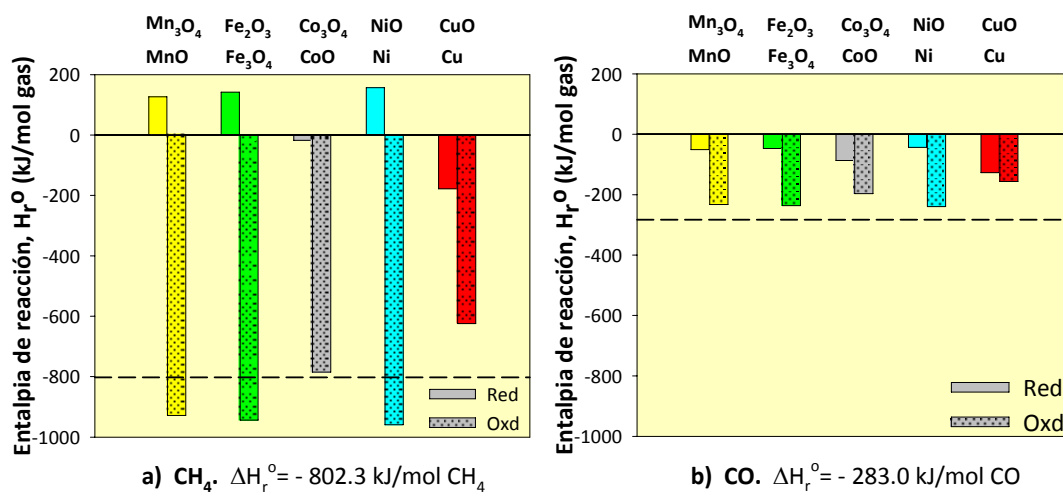 Mn₃O₄ Fe₂O₃ Co₃O₄ NiO CuO
MnO Fe₃O₄ CoO Ni Cu
Entalpia de reacción, Hrº (kJ/mol gas)
200
0
-200
-400
-600
-800
-1000
Red
Oxd
a) CH₄. ΔHrº= - 802.3 kJ/mol CH₄
Mn₃O₄ Fe₂O₃ Co₃O₄ NiO CuO
MnO Fe₃O₄ CoO Ni Cu
Entalpia de reacción, Hrº (kJ/mol gas)
200
0
-200
-400
-600
-800
-1000
Red
Oxd
b) CO. ΔHrº= - 283.0 kJ/mol CO